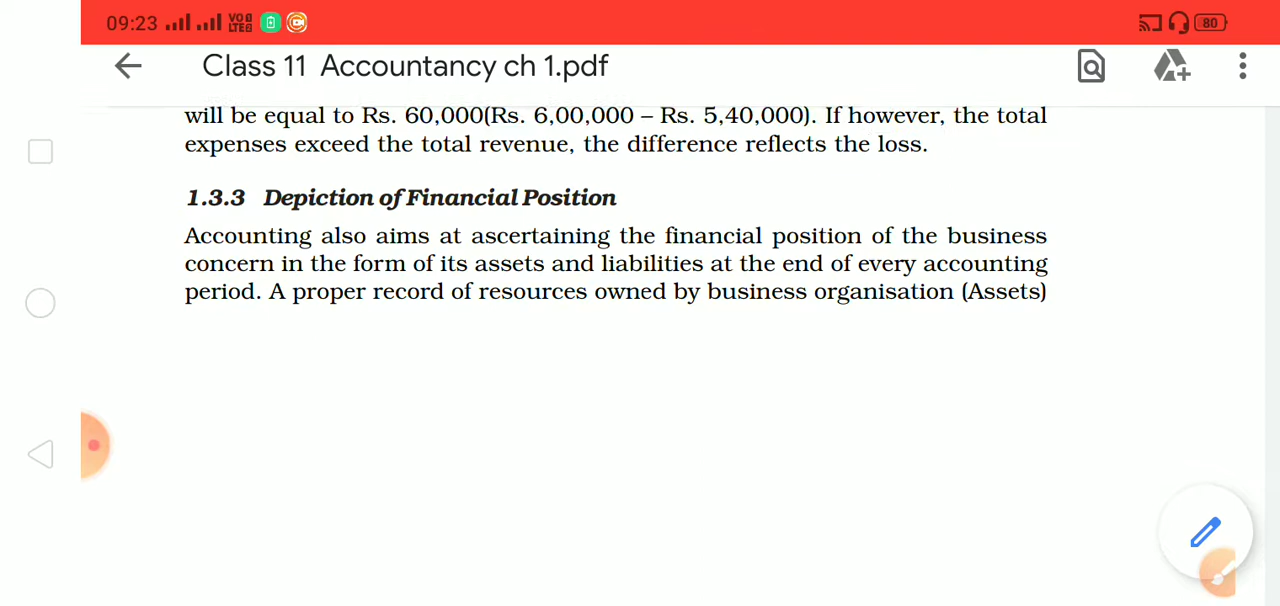 09:23 VO LTE 80
Class 11 Accountancy ch 1.pdf
will be equal to Rs. 60,000(Rs. 6,00,000 – Rs. 5,40,000). If however, the total
expenses exceed the total revenue, the difference reflects the loss.
1.3.3 Depiction of Financial Position
Accounting also aims at ascertaining the financial position of the business
concern in the form of its assets and liabilities at the end of every accounting
period. A proper record of resources owned by business organisation (Assets)